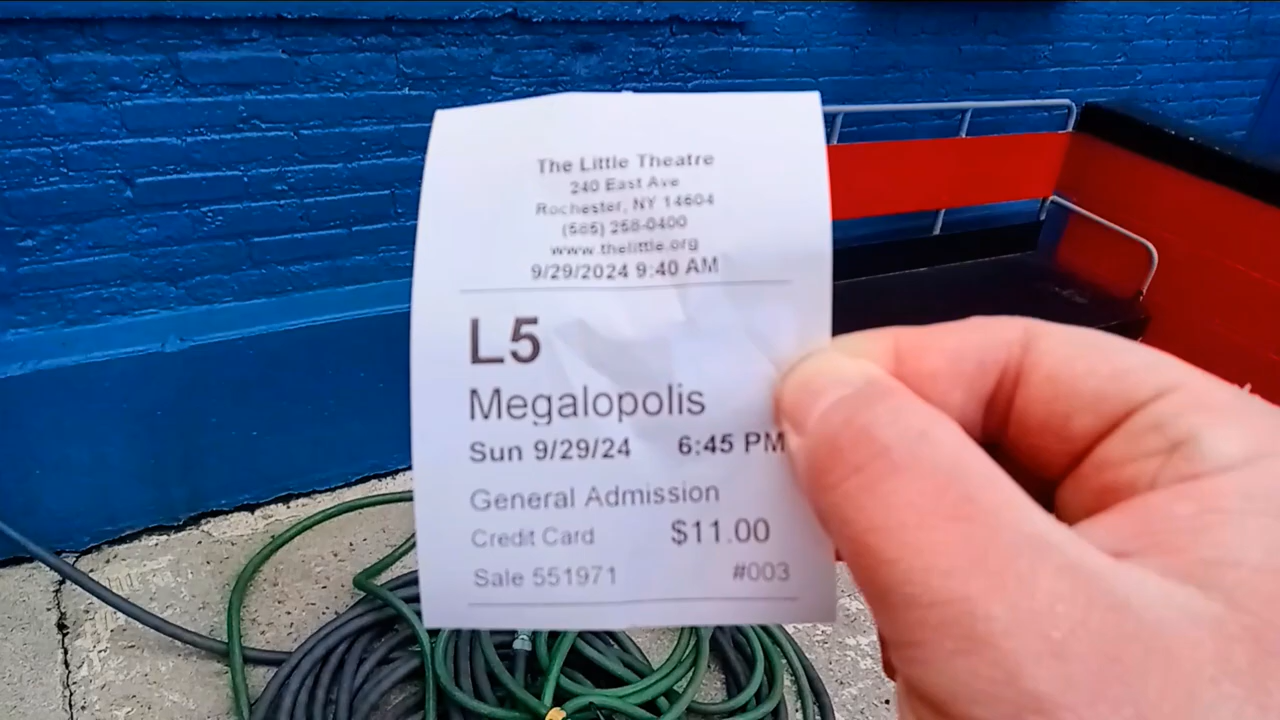 The Little Theatre
240 East Ave
Rochester, NY 14604
(585) 258-0400
www.thelittle.org
9/29/2024 9:40 AM
L5
Megalopolis
Sun 9/29/24 6:45 PM
General Admission
Credit Card $11.00
Sale 551971 #003